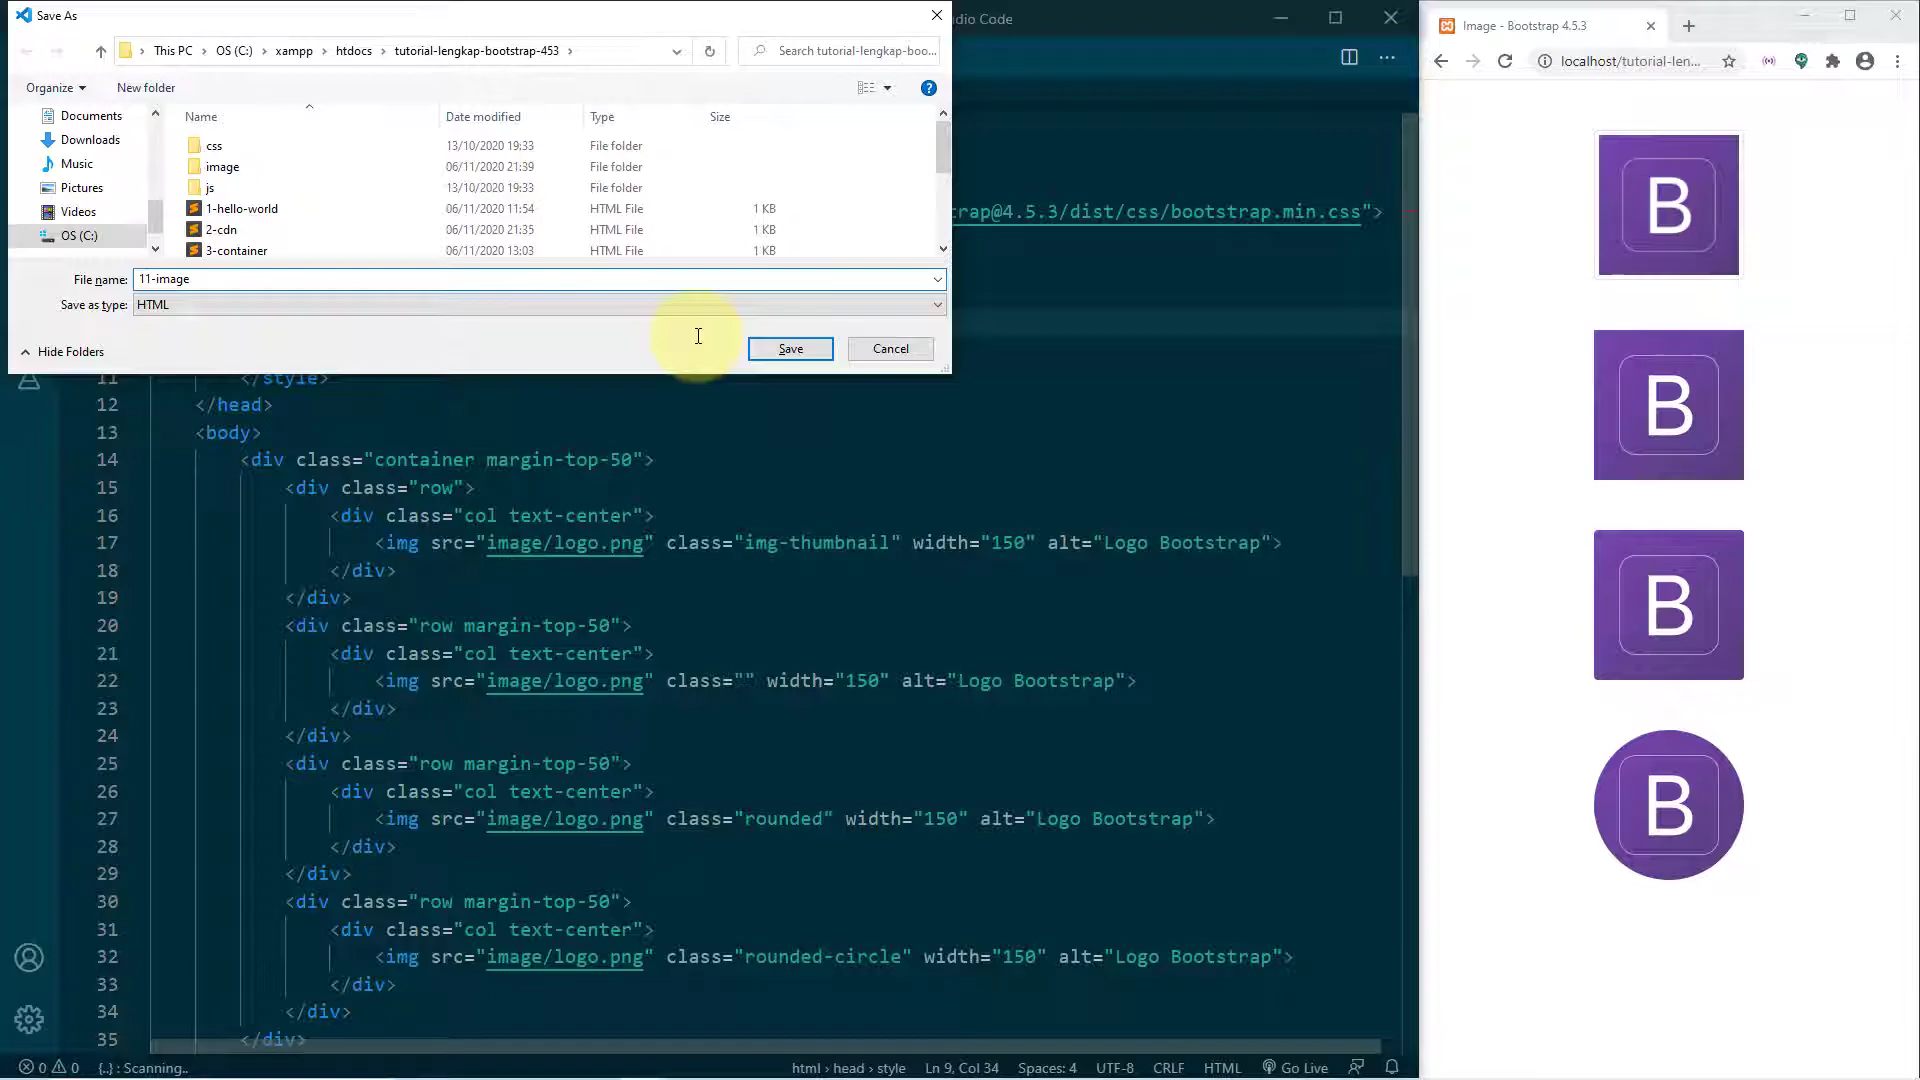 Save As
This PC > OS (C:) > xampp > htdocs > tutorial-lengkap-bootstrap-453 >
Search tutorial-lengkap-boo...
Organize
New folder
Documents
Downloads
Music
Pictures
Videos
OS (C:)
Name Date modified Type Size
css 13/10/2020 19:33 File folder
image 06/11/2020 21:39 File folder
js 13/10/2020 19:33 File folder
1-hello-world 06/11/2020 11:54 HTML File 1 KB
2-cdn 06/11/2020 21:35 HTML File 1 KB
3-container 06/11/2020 13:03 HTML File 1 KB
File name: 11-image
Save as type: HTML
Hide Folders
Save
Cancel
dio Code
trap@4.5.3/dist/css/bootstrap.min.css">
11 </style>
12 </head>
13 <body>
14 <div class="container margin-top-50">
15 <div class="row">
16 <div class="col text-center">
17 <img src="image/logo.png" class="img-thumbnail" width="150" alt="Logo Bootstrap">
18 </div>
19 </div>
20 <div class="row margin-top-50">
21 <div class="col text-center">
22 <img src="image/logo.png" class="" width="150" alt="Logo Bootstrap">
23 </div>
24 </div>
25 <div class="row margin-top-50">
26 <div class="col text-center">
27 <img src="image/logo.png" class="rounded" width="150" alt="Logo Bootstrap">
28 </div>
29 </div>
30 <div class="row margin-top-50">
31 <div class="col text-center">
32 <img src="image/logo.png" class="rounded-circle" width="150" alt="Logo Bootstrap">
33 </div>
34 </div>
35 </div>
0 0 {..} : Scanning..
html > head > style Ln 9, Col 34 Spaces: 4 UTF-8 CRLF HTML Go Live
Image - Bootstrap 4.5.3
localhost/tutorial-len...
B
B
B
B